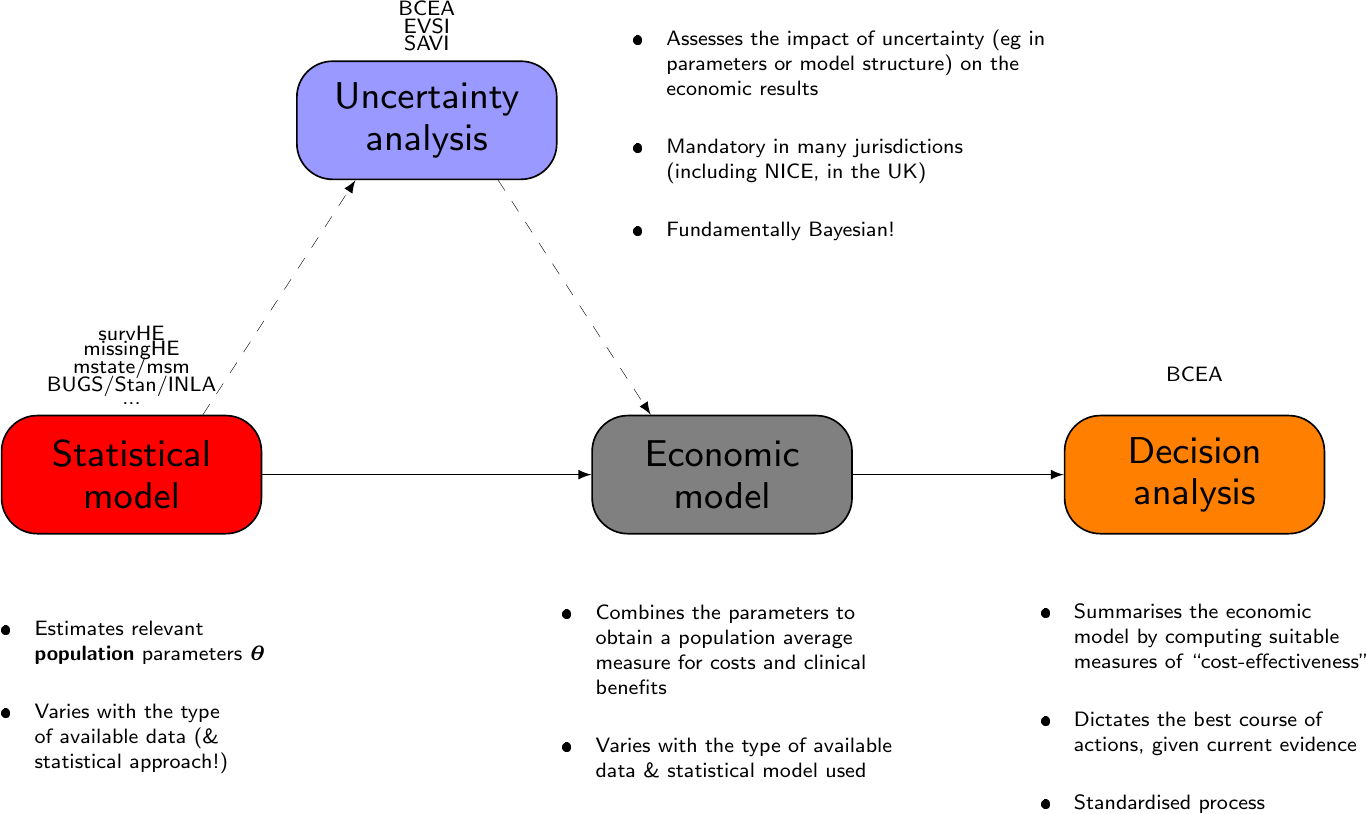 BCEA
EVSI
SAVI
Uncertainty
analysis
• Assesses the impact of uncertainty (eg in
parameters or model structure) on the
economic results
• Mandatory in many jurisdictions
(including NICE, in the UK)
• Fundamentally Bayesian!
survHE
missingHE
mstate/msm
BUGS/Stan/INLA
...
Statistical
model
• Estimates relevant
population parameters θ
• Varies with the type
of available data (&
statistical approach!)
Economic
model
• Combines the parameters to
obtain a population average
measure for costs and clinical
benefits
• Varies with the type of available
data & statistical model used
BCEA
Decision
analysis
• Summarises the economic
model by computing suitable
measures of “cost-effectiveness”
• Dictates the best course of
actions, given current evidence
• Standardised process